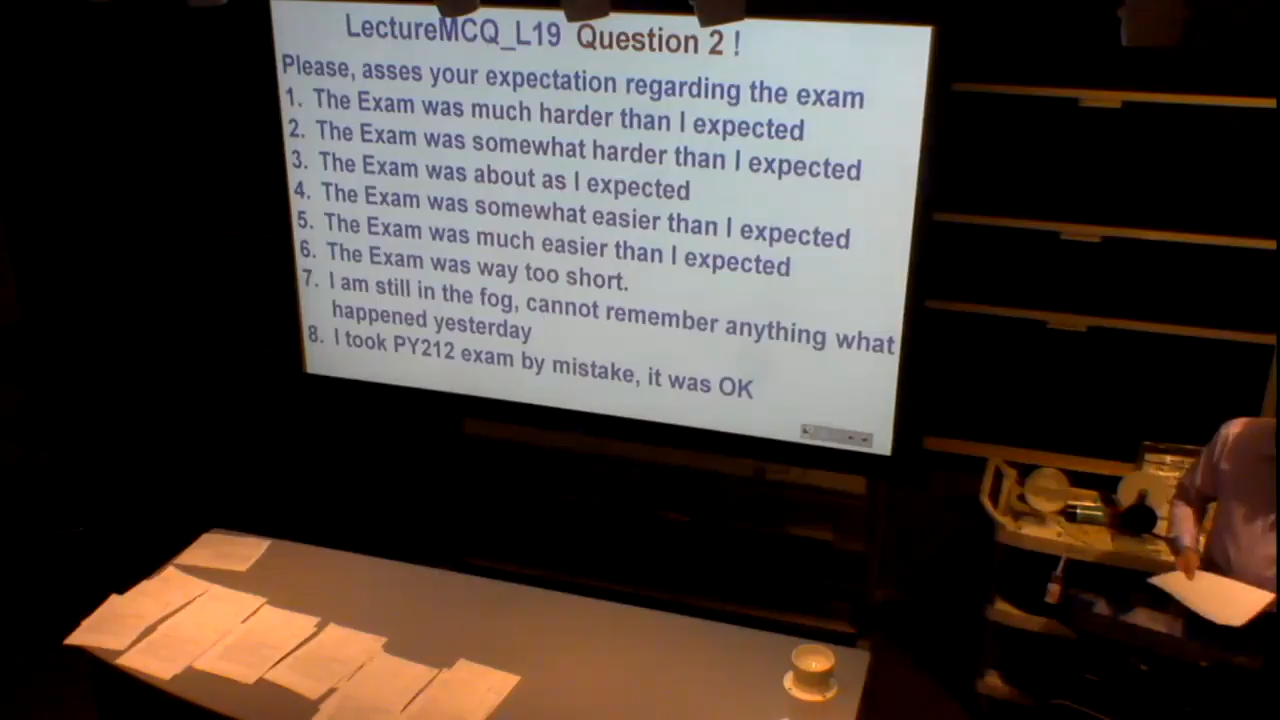 LectureMCQ_L19 Question 2 !
Please, asses your expectation regarding the exam
1. The Exam was much harder than I expected
2. The Exam was somewhat harder than I expected
3. The Exam was about as I expected
4. The Exam was somewhat easier than I expected
5. The Exam was much easier than I expected
6. The Exam was way too short.
7. I am still in the fog, cannot remember anything what
happened yesterday
8. I took PY212 exam by mistake, it was OK